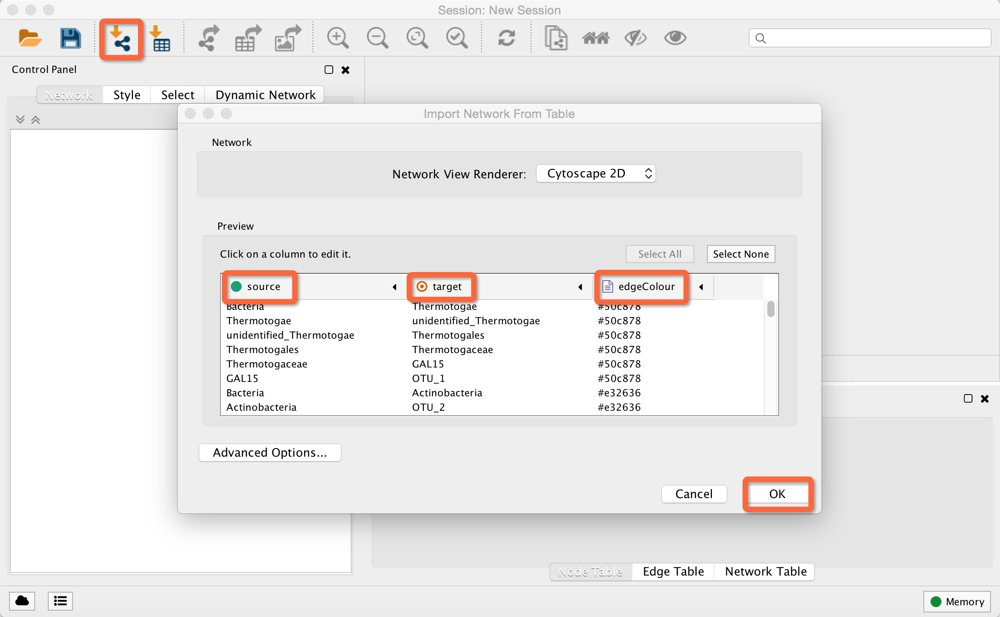 Session: New Session
Control Panel
Network Style Select Dynamic Network
Import Network From Table
Network
Network View Renderer: Cytoscape 2D
Preview
Click on a column to edit it. Select All Select None
source target edgeColour
Bacteria Thermotogae #50c878
Thermotogae unidentified_Thermotogae #50c878
unidentified_Thermotogae Thermotogales #50c878
Thermotogales Thermotogaceae #50c878
Thermotogaceae GAL15 #50c878
GAL15 OTU_1 #50c878
Bacteria Actinobacteria #e32636
Actinobacteria OTU_2 #e32636
Advanced Options...
Cancel OK
Node Table Edge Table Network Table
Memory